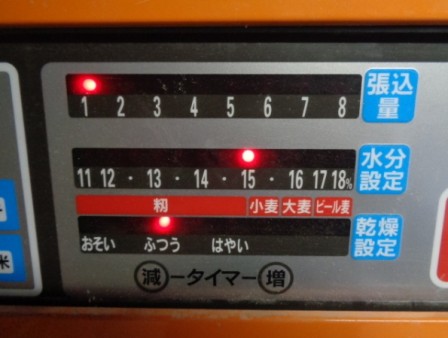 張込量
1 2 3 4 5 6 7 8
水分設定
11 12 · 13 · 14 · 15 · 16 17 18%
籾 小麦 大麦 ビール麦
乾燥設定
おそい ふつう はやい
減 ータイマー 増
米